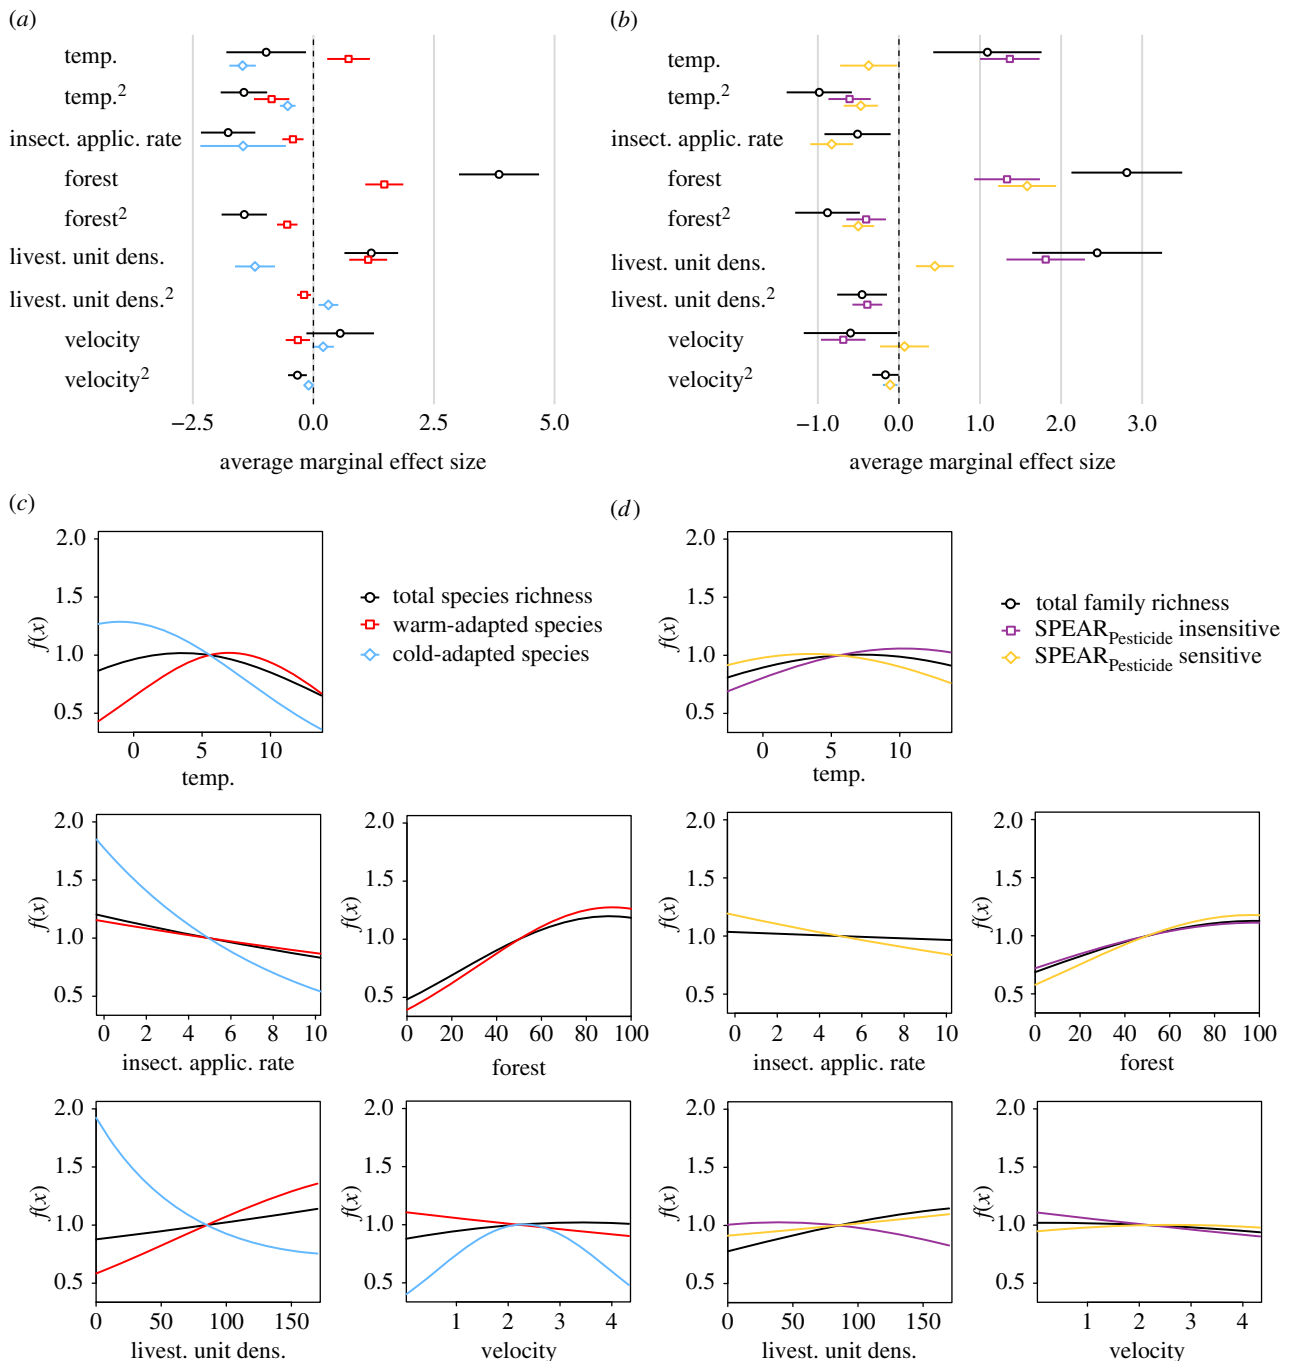 (a)
temp.
temp.²
insect. applic. rate
forest
forest²
livest. unit dens.
livest. unit dens.²
velocity
velocity²
−2.5 0.0 2.5 5.0
average marginal effect size
(b)
temp.
temp.²
insect. applic. rate
forest
forest²
livest. unit dens.
livest. unit dens.²
velocity
velocity²
−1.0 0.0 1.0 2.0 3.0
average marginal effect size
(c)
2.0
1.5
1.0
0.5
f(x)
0 5 10
temp.
total species richness
warm-adapted species
cold-adapted species
2.0
1.5
1.0
0.5
f(x)
0 2 4 6 8 10
insect. applic. rate
2.0
1.5
1.0
0.5
f(x)
0 20 40 60 80 100
forest
2.0
1.5
1.0
0.5
f(x)
0 50 100 150
livest. unit dens.
2.0
1.5
1.0
0.5
f(x)
1 2 3 4
velocity
(d)
2.0
1.5
1.0
0.5
f(x)
0 5 10
temp.
total family richness
SPEARPesticide insensitive
SPEARPesticide sensitive
2.0
1.5
1.0
0.5
f(x)
0 2 4 6 8 10
insect. applic. rate
2.0
1.5
1.0
0.5
f(x)
0 20 40 60 80 100
forest
2.0
1.5
1.0
0.5
f(x)
0 50 100 150
livest. unit dens.
2.0
1.5
1.0
0.5
f(x)
1 2 3 4
velocity